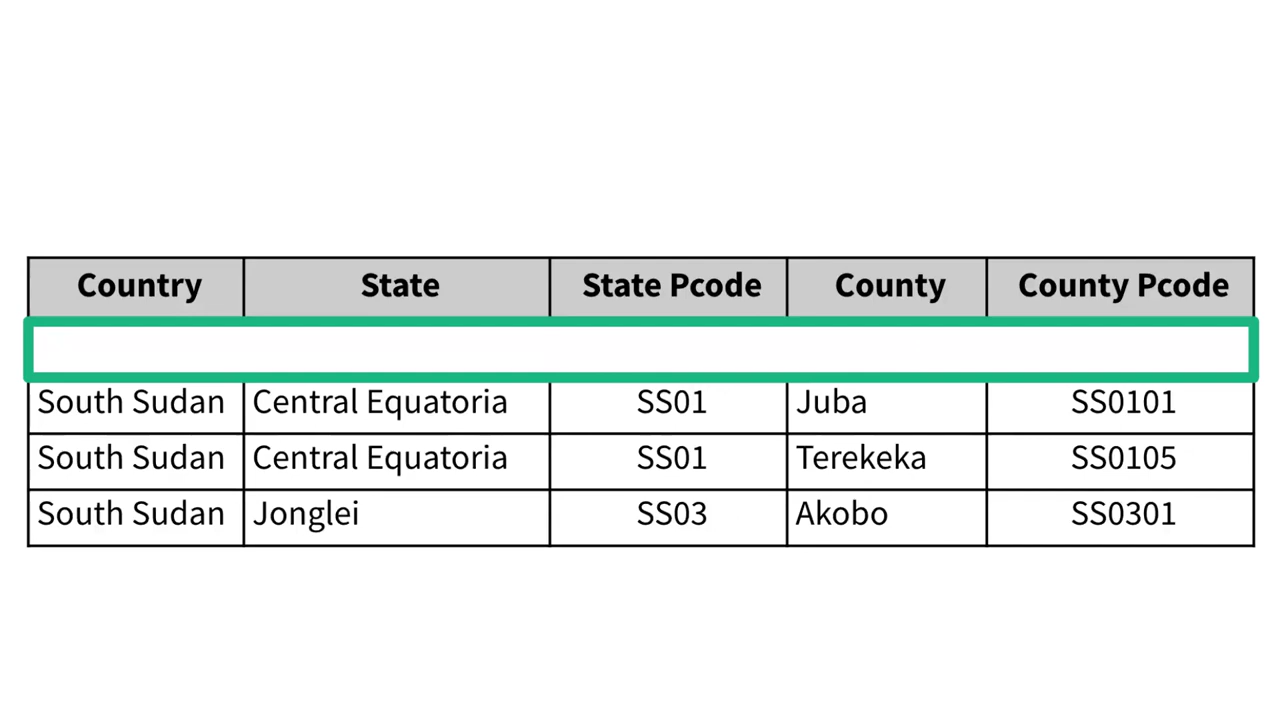 Country State State Pcode County County Pcode
South Sudan Central Equatoria SS01 Juba SS0101
South Sudan Central Equatoria SS01 Terekeka SS0105
South Sudan Jonglei SS03 Akobo SS0301